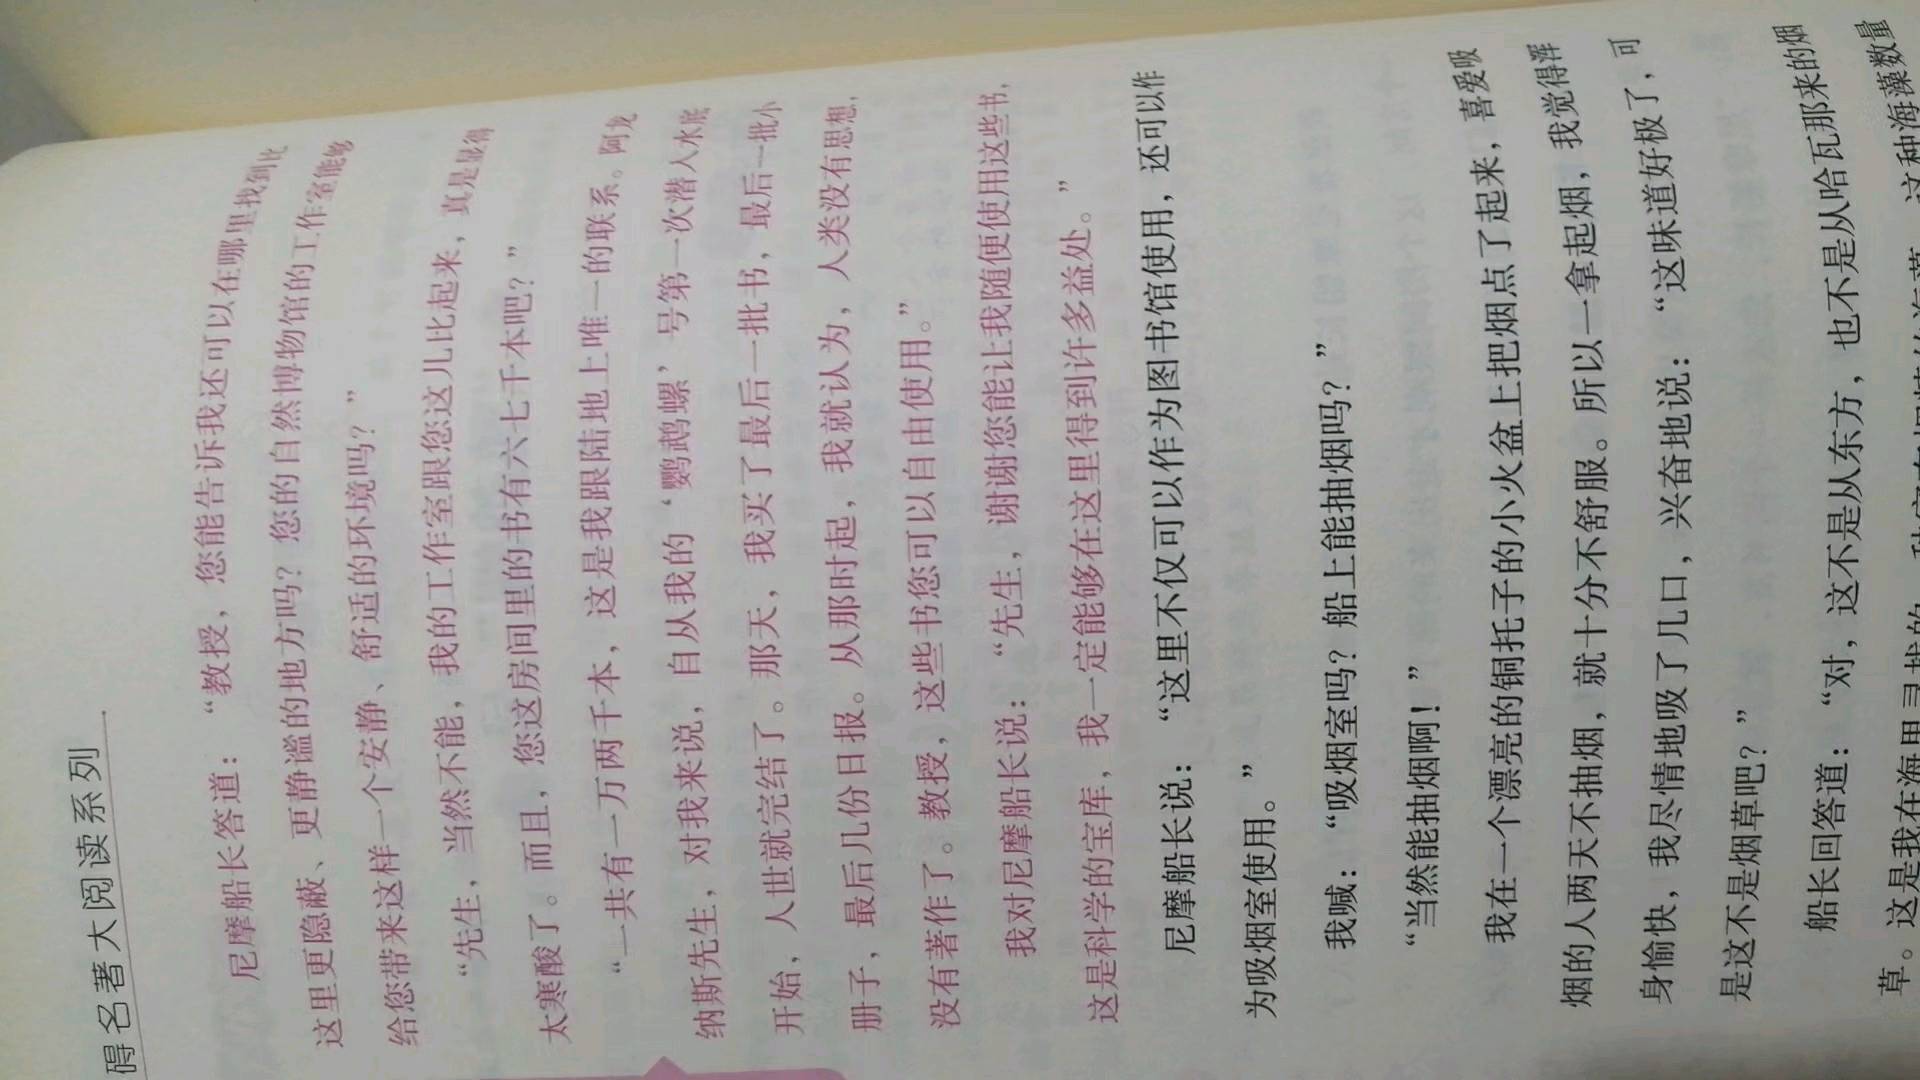 碍名著大阅读系列
尼摩船长答道：“教授，您能告诉我还可以在哪里找到比
这里更隐蔽、更静谧的地方吗？您的自然博物馆的工作室能够
给您带来这样一个安静、舒适的环境吗？”
“先生，当然不能，我的工作室跟您这儿比起来，真是显得
太寒酸了。而且，您这房间里的书有六七千本吧？”
“一共有一万两千本，这是我跟陆地上唯一的联系。阿龙
纳斯先生，对我来说，自从我的‘鹦鹉螺’号第一次潜入水底
开始，人世就完结了。那天，我买了最后一批书，最后一批小
册子，最后几份日报。从那时起，我就认为，人类没有思想，
没有著作了。教授，这些书您可以自由使用。”
我对尼摩船长说：“先生，谢谢您能让我随便使用这些书，
这是科学的宝库，我一定能够在这里得到许多益处。”
尼摩船长说：“这里不仅可以作为图书馆使用，还可以作
为吸烟室使用。”
我喊：“吸烟室吗？船上能抽烟吗？”
“当然能抽烟啊！”
我在一个漂亮的铜托子的小火盆上把烟点了起来，喜爱吸
烟的人两天不抽烟，就十分不舒服。所以一拿起烟，我觉得浑
身愉快，我尽情地吸了几口，兴奋地说：“这味道好极了，可
是这不是烟草吧？”
船长回答道：“对，这不是从东方，也不是从哈瓦那来的烟
草。这是我在海里寻找的，这种海藻数量